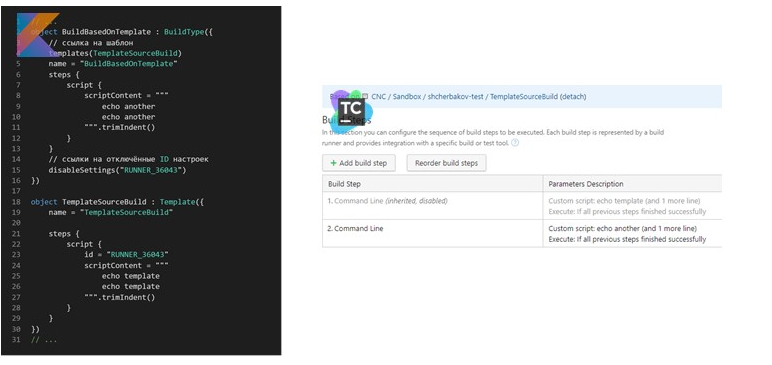 // ...
2 object BuildBasedOnTemplate : BuildType({
// ссылка на шаблон
4 templates(TemplateSourceBuild)
5 name = "BuildBasedOnTemplate"
6 steps {
7 script {
8 scriptContent = """
9 echo another
10 echo another
11 """.trimIndent()
12 }
13 }
14 // ссылки на отключённые ID настроек
15 disableSettings("RUNNER_36043")
16 })
17
18 object TemplateSourceBuild : Template({
19 name = "TemplateSourceBuild"
20
21 steps {
22 script {
23 id = "RUNNER_36043"
24 scriptContent = """
25 echo template
26 echo template
27 """.trimIndent()
28 }
29 }
30 })
31 // ...
Based on CNC / Sandbox / shcherbakov-test / TemplateSourceBuild (detach)
TC
Build Steps
In this section you can configure the sequence of build steps to be executed. Each build step is represented by a build
runner and provides integration with a specific build or test tool. ?
+ Add build step Reorder build steps
Build Step Parameters Description
1. Command Line (inherited, disabled) Custom script: echo template (and 1 more line)
Execute: If all previous steps finished successfully
2. Command Line Custom script: echo another (and 1 more line)
Execute: If all previous steps finished successfully